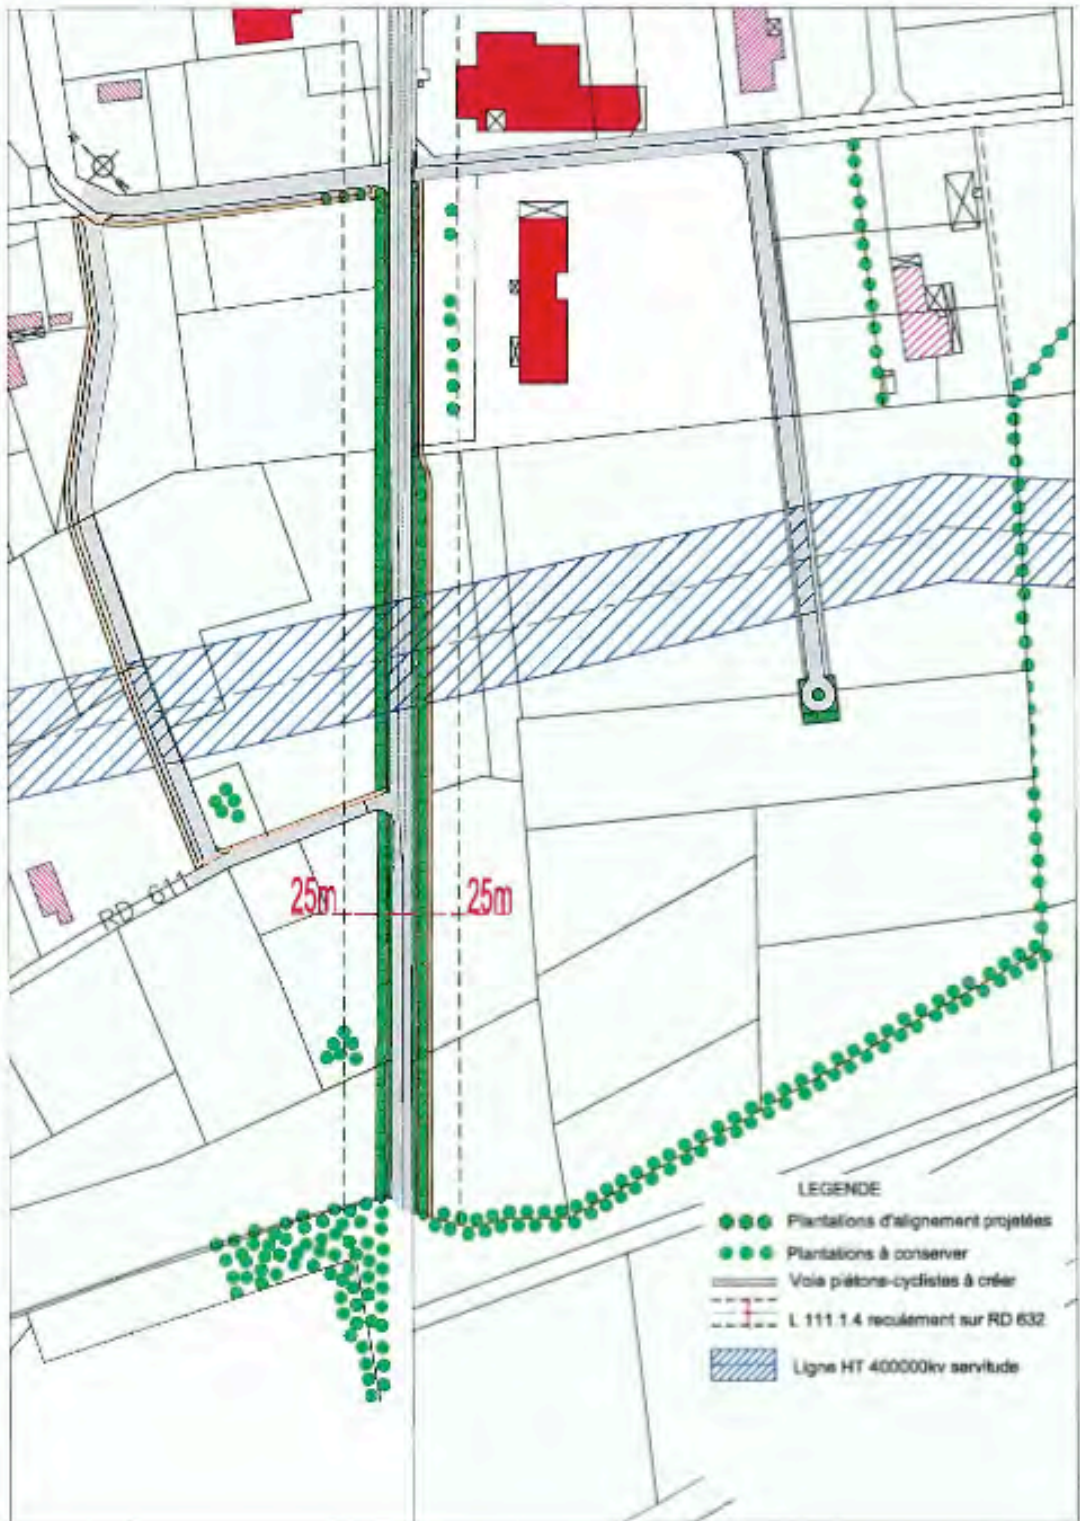 RD 611
25m
25m
LEGENDE
Plantations d'alignement projetées
Plantations à conserver
Voie piétons-cyclistes à créer
L 111.1.4 reculement sur RD 632
Ligne HT 400000kv servitude